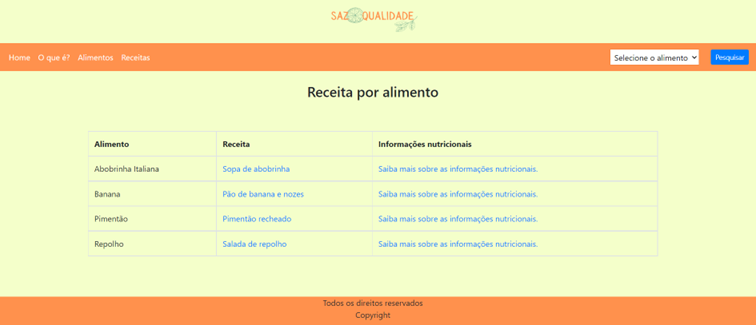 SAZ QUALIDADE
Home O que é? Alimentos Receitas Selecione o alimento Pesquisar
Receita por alimento
Alimento Receita Informações nutricionais
Abobrinha Italiana Sopa de abobrinha Saiba mais sobre as informações nutricionais.
Banana Pão de banana e nozes Saiba mais sobre as informações nutricionais.
Pimentão Pimentão recheado Saiba mais sobre as informações nutricionais.
Repolho Salada de repolho Saiba mais sobre as informações nutricionais.
Todos os direitos reservados
Copyright